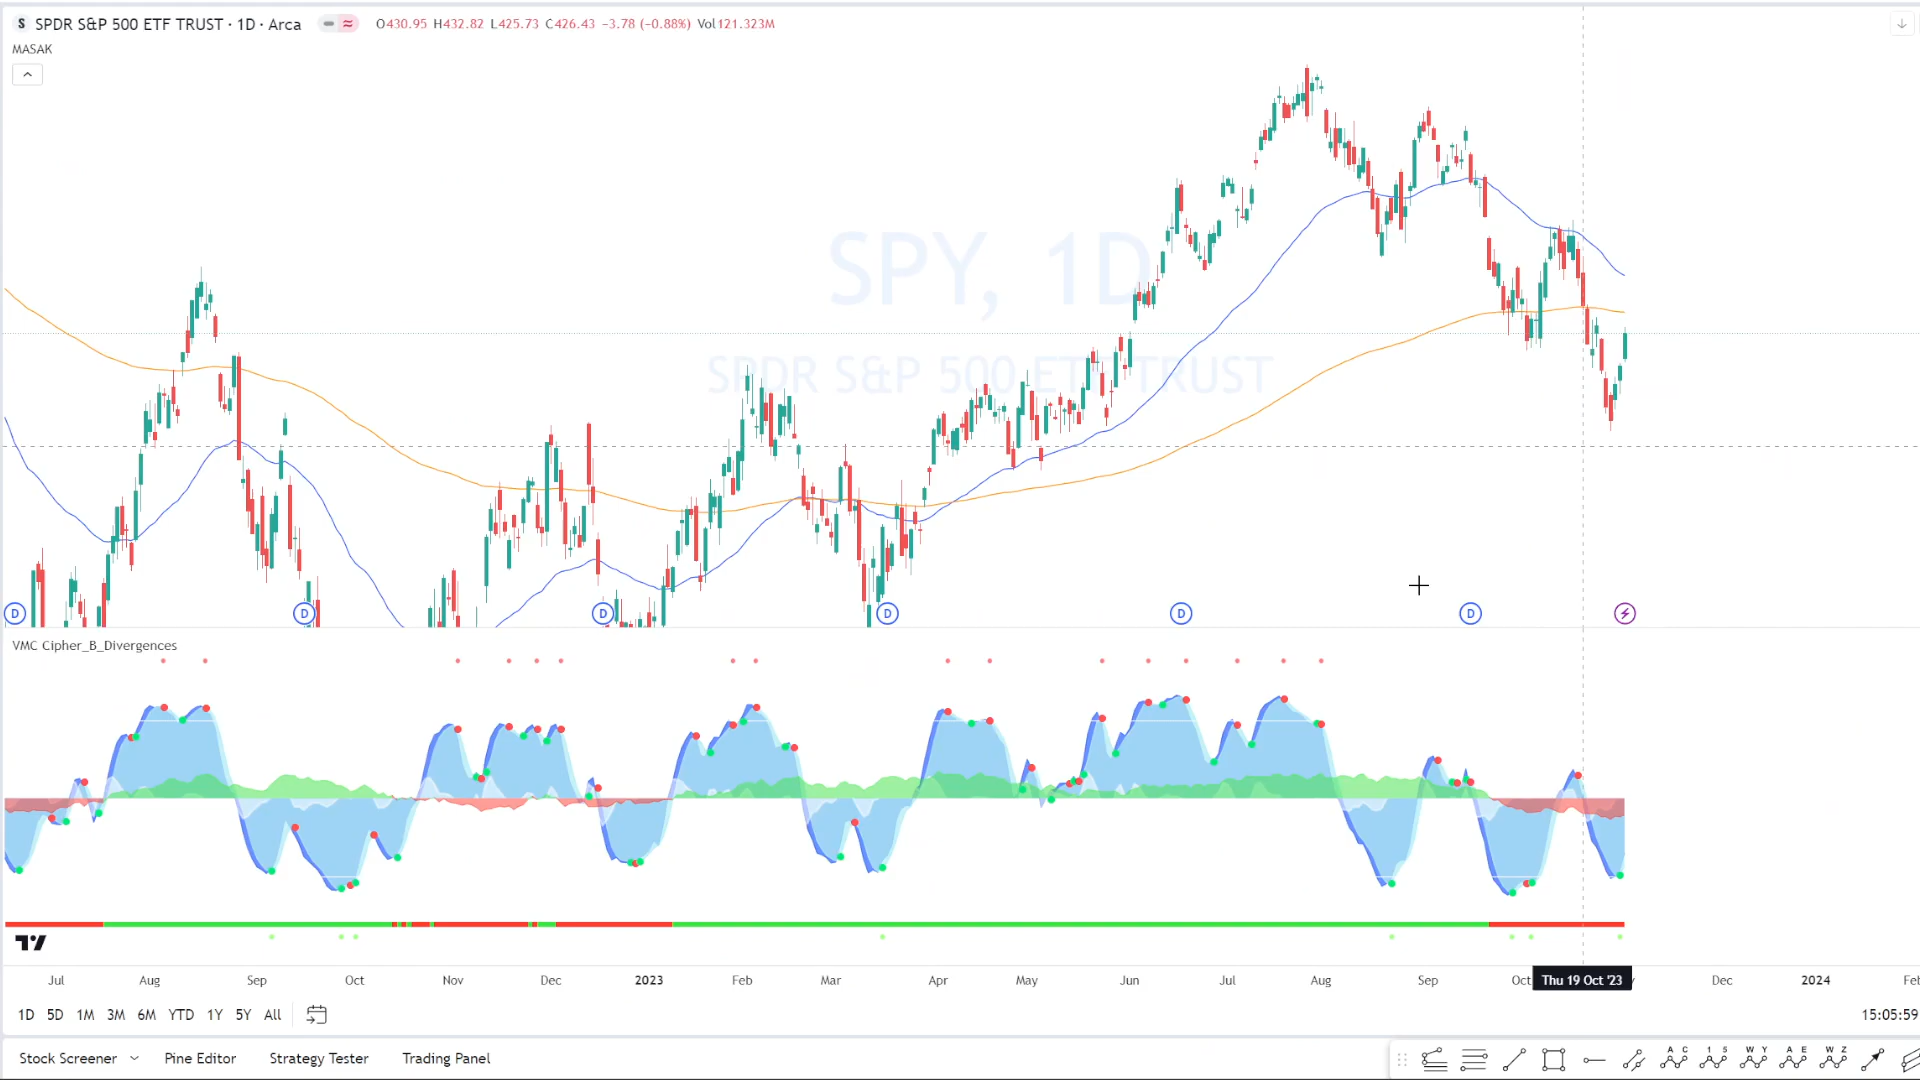 S SPDR S&P 500 ETF TRUST · 1D · Arca O430.95 H432.82 L425.73 C426.43 −3.78 (−0.88%) Vol121.323M
MASAK
SPY, 1D
SPDR S&P 500 ETF TRUST
D D D D D D
VMC Cipher_B_Divergences
Jul Aug Sep Oct Nov Dec 2023 Feb Mar Apr May Jun Jul Aug Sep Oct Thu 19 Oct '23 Dec 2024 Feb
1D 5D 1M 3M 6M YTD 1Y 5Y All 15:05:59
Stock Screener Pine Editor Strategy Tester Trading Panel
A C 1 5 W Y A E W Z